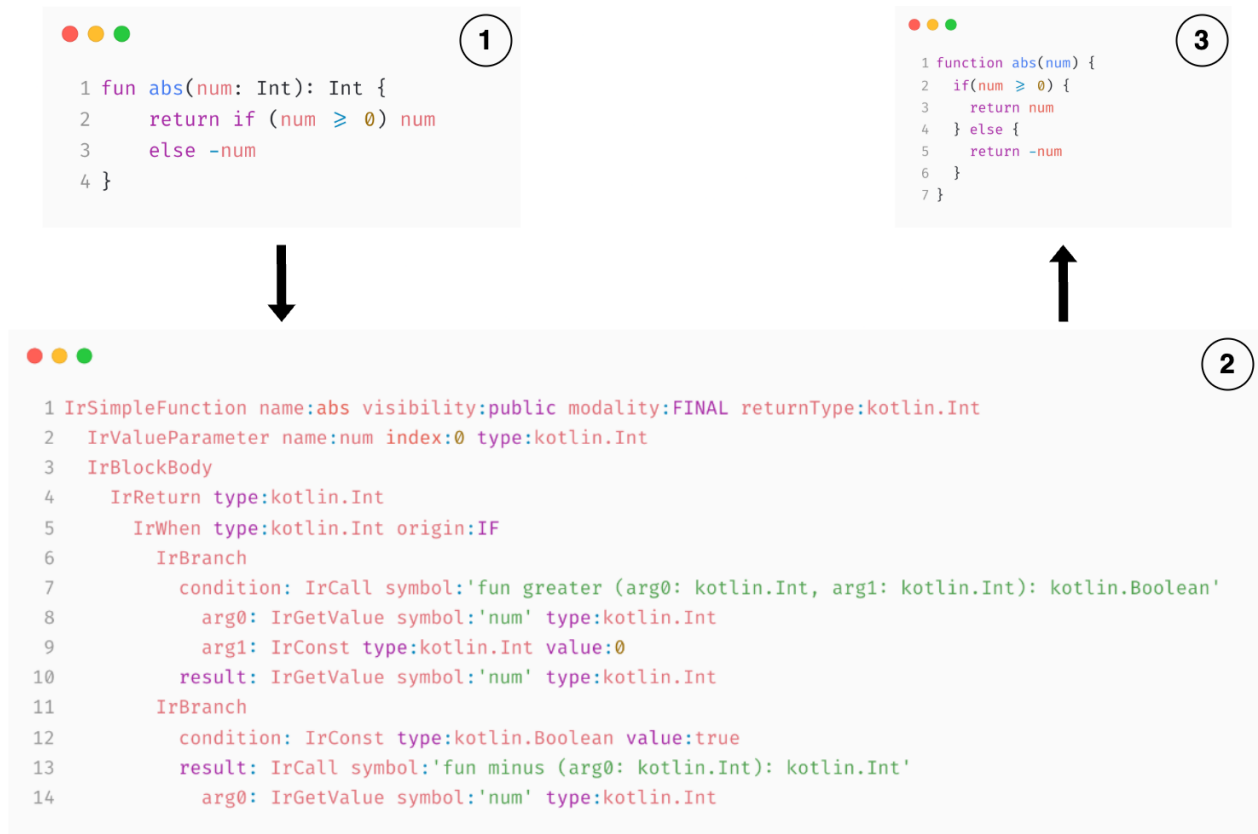 1
1 fun abs(num: Int): Int {
2     return if (num ⩾ 0) num
3     else -num
4 }
3
1 function abs(num) {
2   if(num ⩾ 0) {
3     return num
4   } else {
5     return -num
6   }
7 }
2
1 IrSimpleFunction name:abs visibility:public modality:FINAL returnType:kotlin.Int
2   IrValueParameter name:num index:0 type:kotlin.Int
3   IrBlockBody
4     IrReturn type:kotlin.Int
5       IrWhen type:kotlin.Int origin:IF
6         IrBranch
7           condition: IrCall symbol:'fun greater (arg0: kotlin.Int, arg1: kotlin.Int): kotlin.Boolean'
8             arg0: IrGetValue symbol:'num' type:kotlin.Int
9             arg1: IrConst type:kotlin.Int value:0
10           result: IrGetValue symbol:'num' type:kotlin.Int
11         IrBranch
12           condition: IrConst type:kotlin.Boolean value:true
13           result: IrCall symbol:'fun minus (arg0: kotlin.Int): kotlin.Int'
14             arg0: IrGetValue symbol:'num' type:kotlin.Int